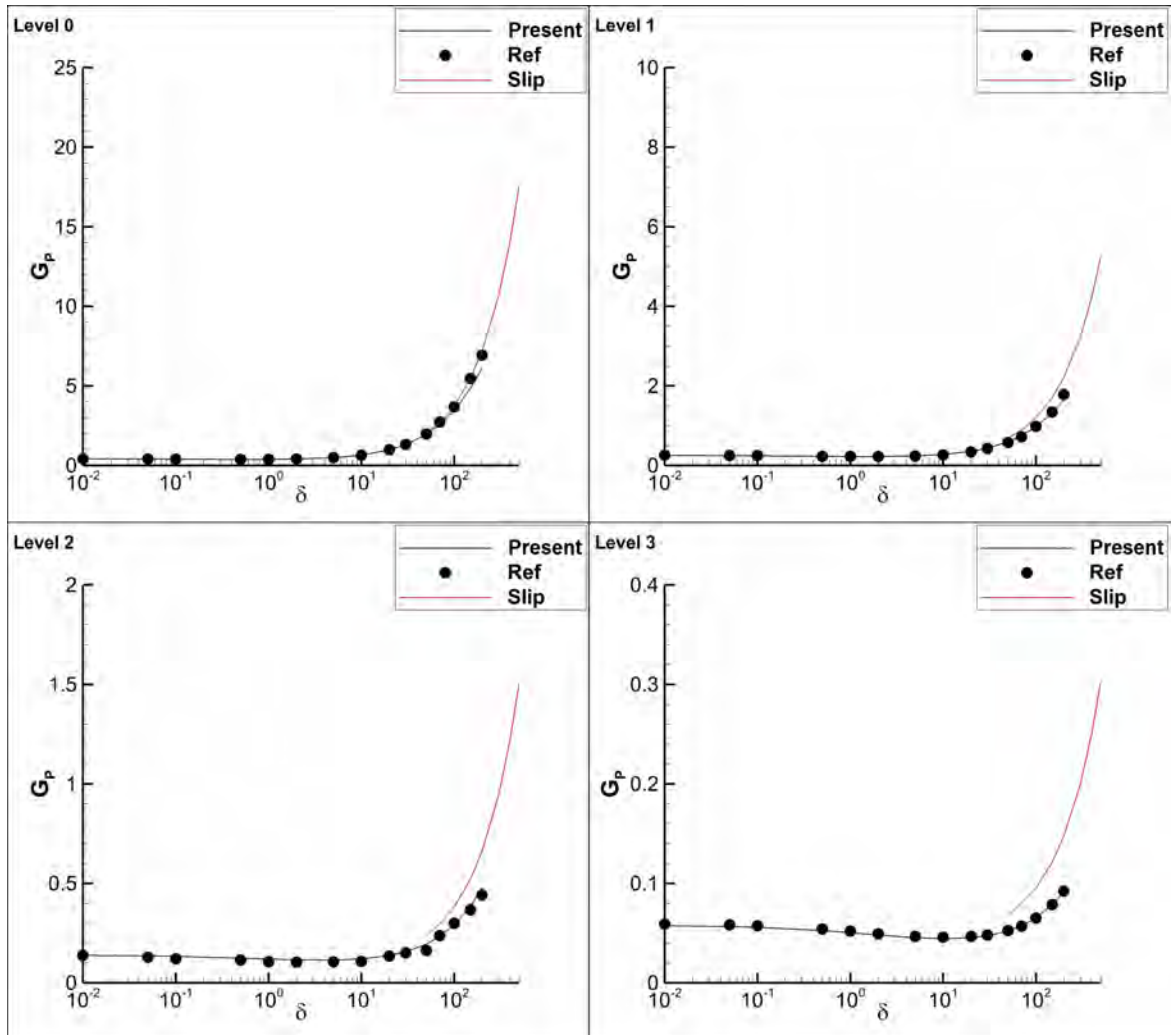 Level 0
Present
Ref
Slip
25
20
15
10
5
0
G_P
10^-2 10^-1 10^0 10^1 10^2
δ
Level 1
Present
Ref
Slip
10
8
6
4
2
0
G_P
10^-2 10^-1 10^0 10^1 10^2
δ
Level 2
Present
Ref
Slip
2
1.5
1
0.5
0
G_P
10^-2 10^-1 10^0 10^1 10^2
δ
Level 3
Present
Ref
Slip
0.4
0.3
0.2
0.1
0
G_P
10^-2 10^-1 10^0 10^1 10^2
δ